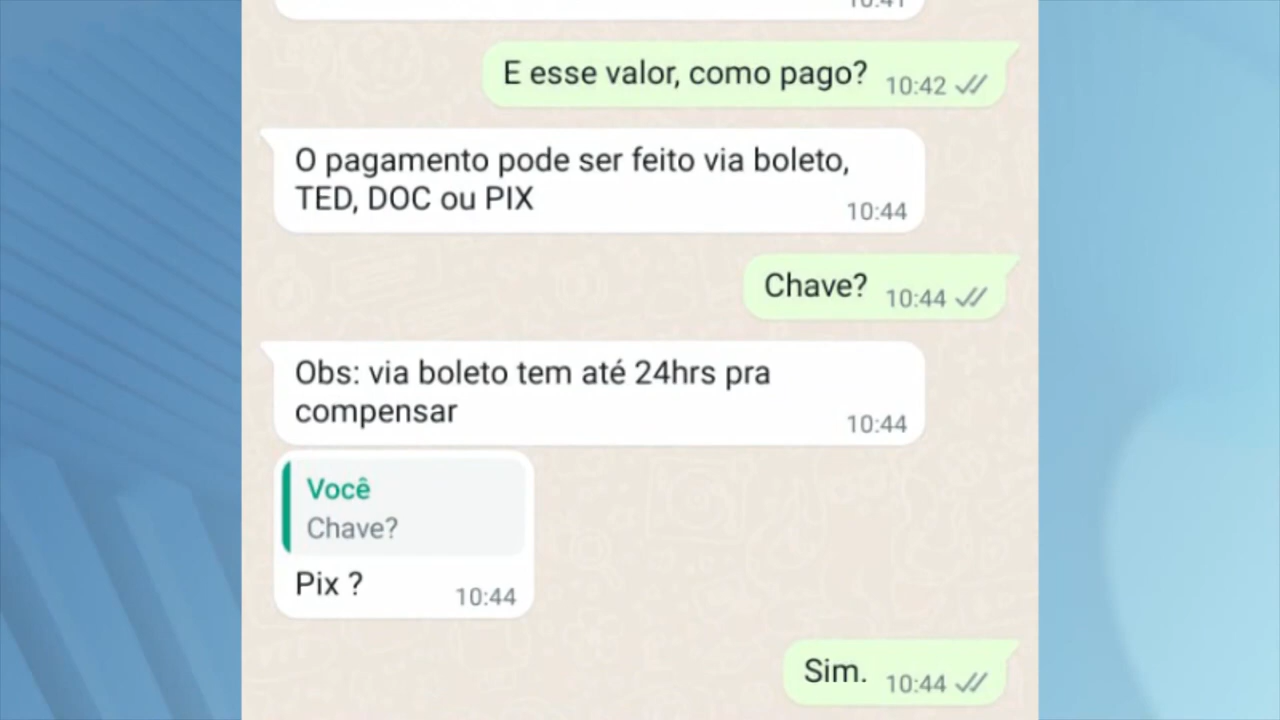 E esse valor, como pago? 10:42
O pagamento pode ser feito via boleto,
TED, DOC ou PIX 10:44
Chave? 10:44
Obs: via boleto tem até 24hrs pra
compensar 10:44
Você
Chave?
Pix ? 10:44
Sim. 10:44